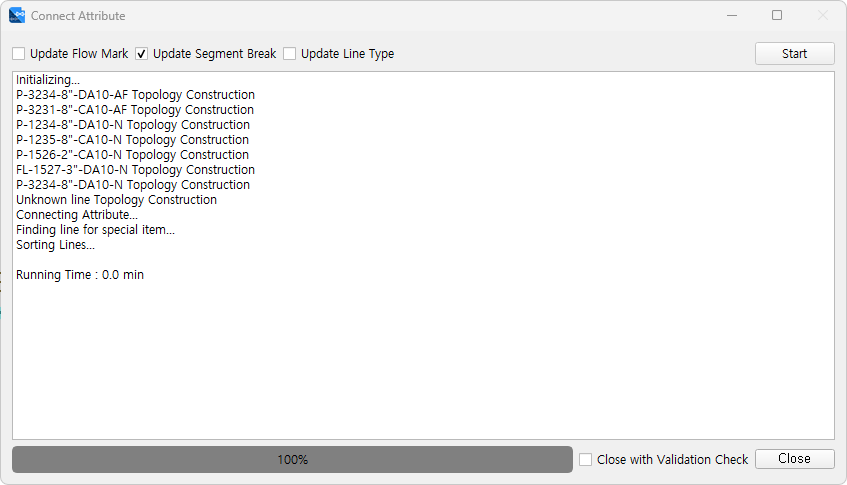 Connect Attribute
Update Flow Mark Update Segment Break Update Line Type Start
Initializing...
P-3234-8"-DA10-AF Topology Construction
P-3231-8"-CA10-AF Topology Construction
P-1234-8"-DA10-N Topology Construction
P-1235-8"-CA10-N Topology Construction
P-1526-2"-CA10-N Topology Construction
FL-1527-3"-DA10-N Topology Construction
P-3234-8"-DA10-N Topology Construction
Unknown line Topology Construction
Connecting Attribute...
Finding line for special item...
Sorting Lines...
Running Time : 0.0 min
100% Close with Validation Check Close